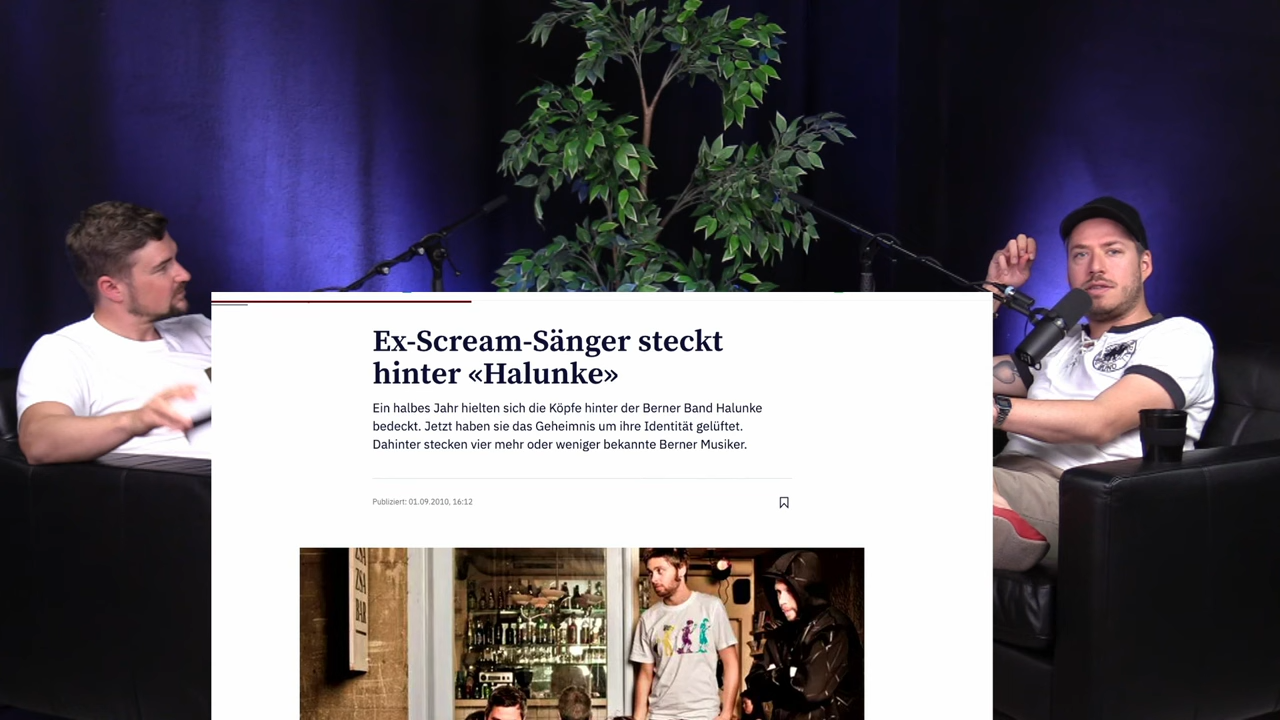 Ex-Scream-Sänger steckt
hinter «Halunke»
Ein halbes Jahr hielten sich die Köpfe hinter der Berner Band Halunke
bedeckt. Jetzt haben sie das Geheimnis um ihre Identität gelüftet.
Dahinter stecken vier mehr oder weniger bekannte Berner Musiker.
Publiziert: 01.09.2010, 16:12
ZSA
BAR